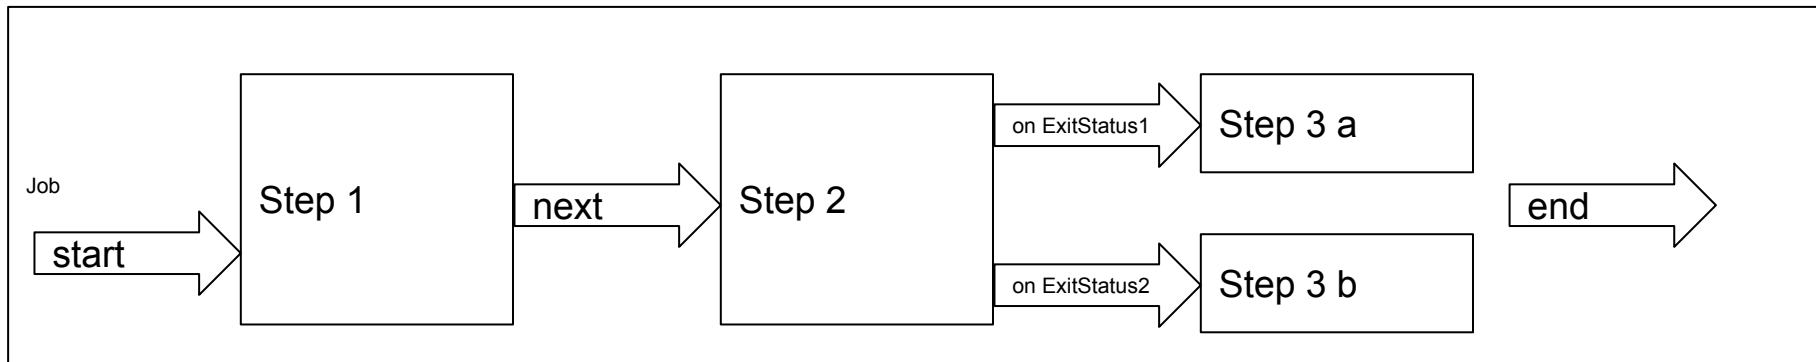 Job
start
Step 1
next
Step 2
on ExitStatus1
Step 3 a
on ExitStatus2
Step 3 b
end